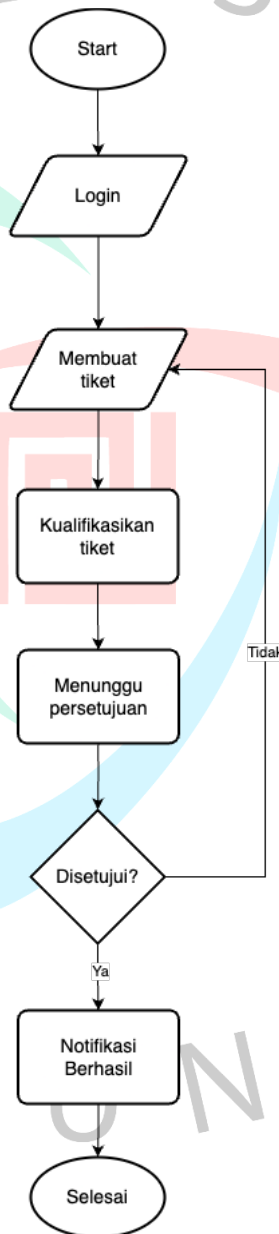 Start
Login
Membuat
tiket
Kualifikasikan
tiket
Menunggu
persetujuan
Tidak
Disetujui?
Ya
Notifikasi
Berhasil
Selesai